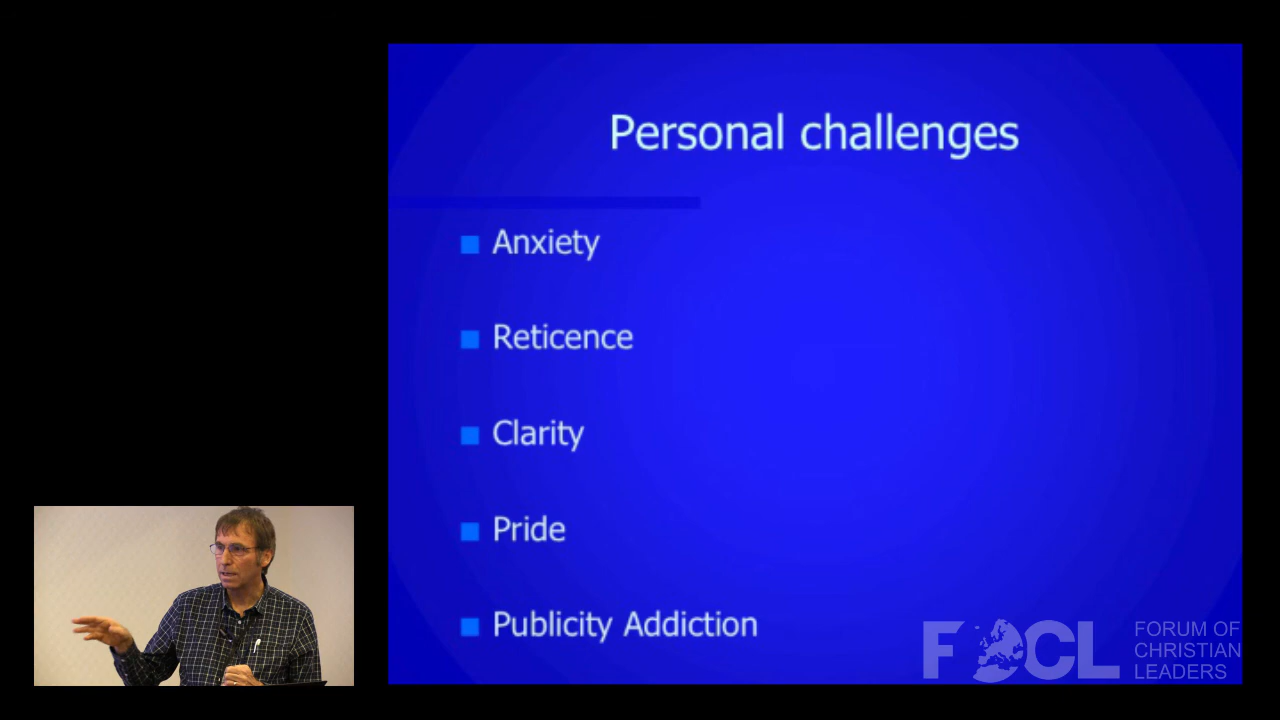 Personal challenges
Anxiety
Reticence
Clarity
Pride
Publicity Addiction
FOCL
FORUM OF
CHRISTIAN
LEADERS